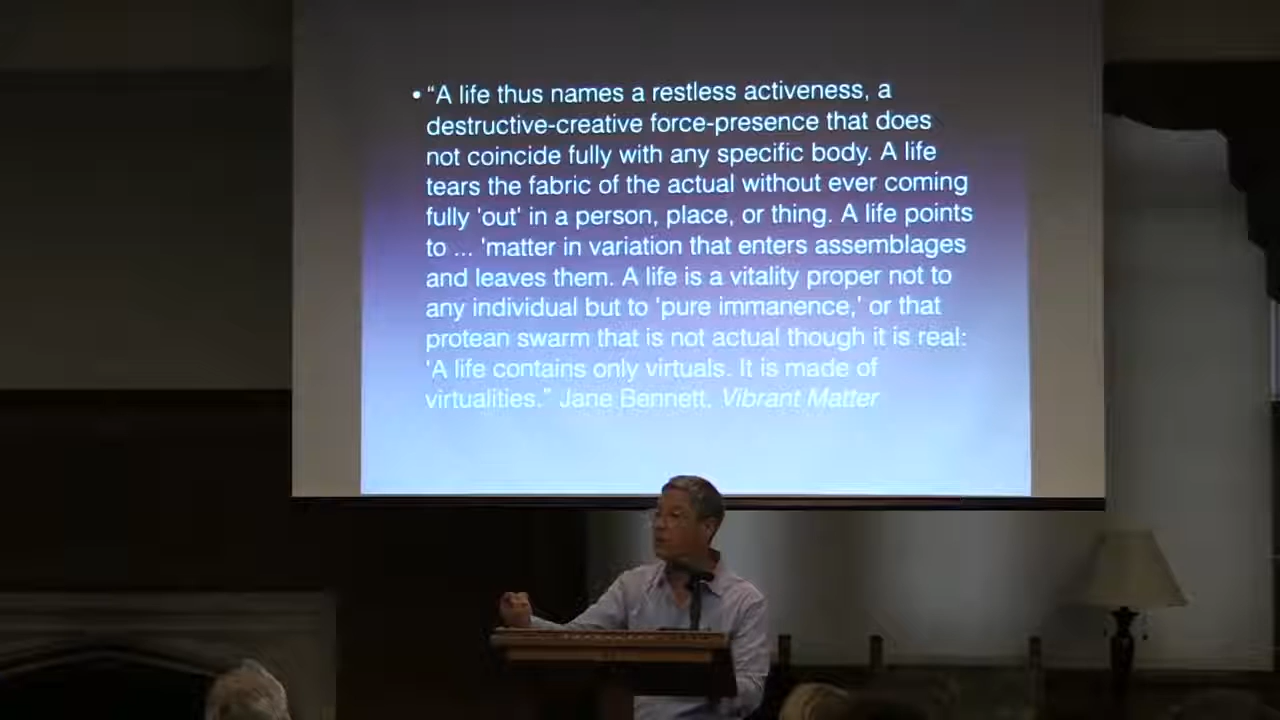 • “A life thus names a restless activeness, a
destructive-creative force-presence that does
not coincide fully with any specific body. A life
tears the fabric of the actual without ever coming
fully 'out' in a person, place, or thing. A life points
to ... 'matter in variation that enters assemblages
and leaves them. A life is a vitality proper not to
any individual but to 'pure immanence,' or that
protean swarm that is not actual though it is real:
'A life contains only virtuals. It is made of
virtualities.” Jane Bennett, Vibrant Matter